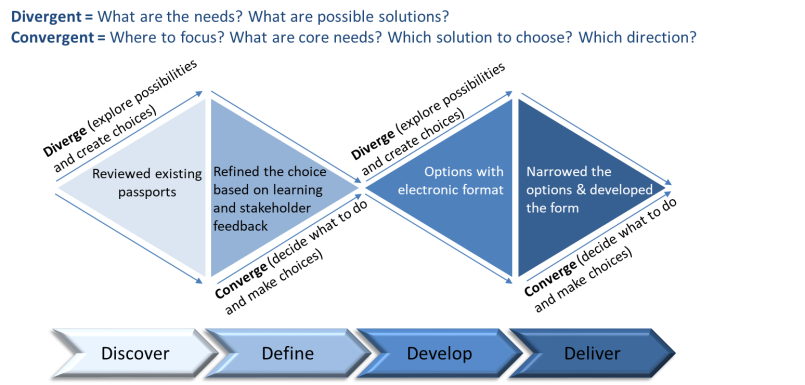 Divergent = What are the needs? What are possible solutions?
Convergent = Where to focus? What are core needs? Which solution to choose? Which direction?
Diverge (explore possibilities
and create choices)
Reviewed existing
passports
Refined the choice
based on learning
and stakeholder
feedback
Converge (decide what to do
and make choices)
Diverge (explore possibilities
and create choices)
Options with
electronic format
Narrowed the
options & developed
the form
Converge (decide what to do
and make choices)
Discover
Define
Develop
Deliver